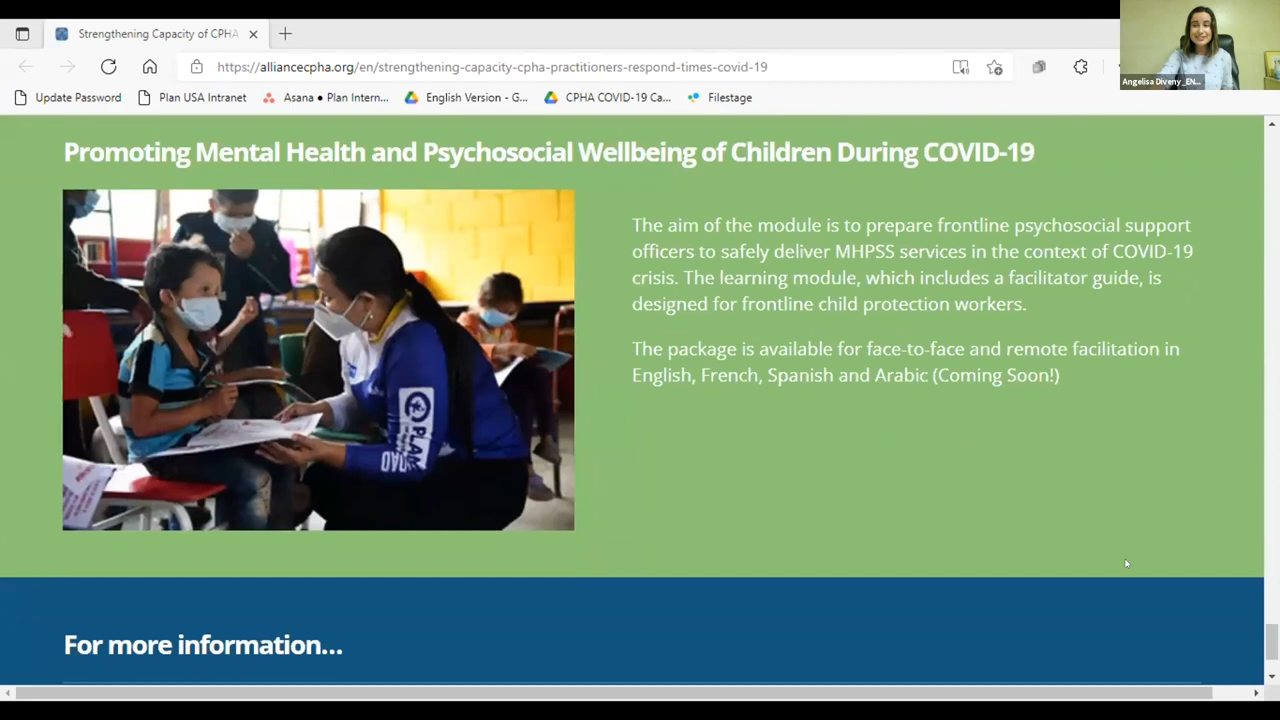 Strengthening Capacity of CPHA
https://alliancecpha.org/en/strengthening-capacity-cpha-practitioners-respond-times-covid-19
Update Password
Plan USA Intranet
Asana ● Plan Intern...
English Version - G...
CPHA COVID-19 Ca...
Filestage
Angelisa Diveny_EN...
Promoting Mental Health and Psychosocial Wellbeing of Children During COVID-19
The aim of the module is to prepare frontline psychosocial support
officers to safely deliver MHPSS services in the context of COVID-19
crisis. The learning module, which includes a facilitator guide, is
designed for frontline child protection workers.
The package is available for face-to-face and remote facilitation in
English, French, Spanish and Arabic (Coming Soon!)
PLAN
For more information...